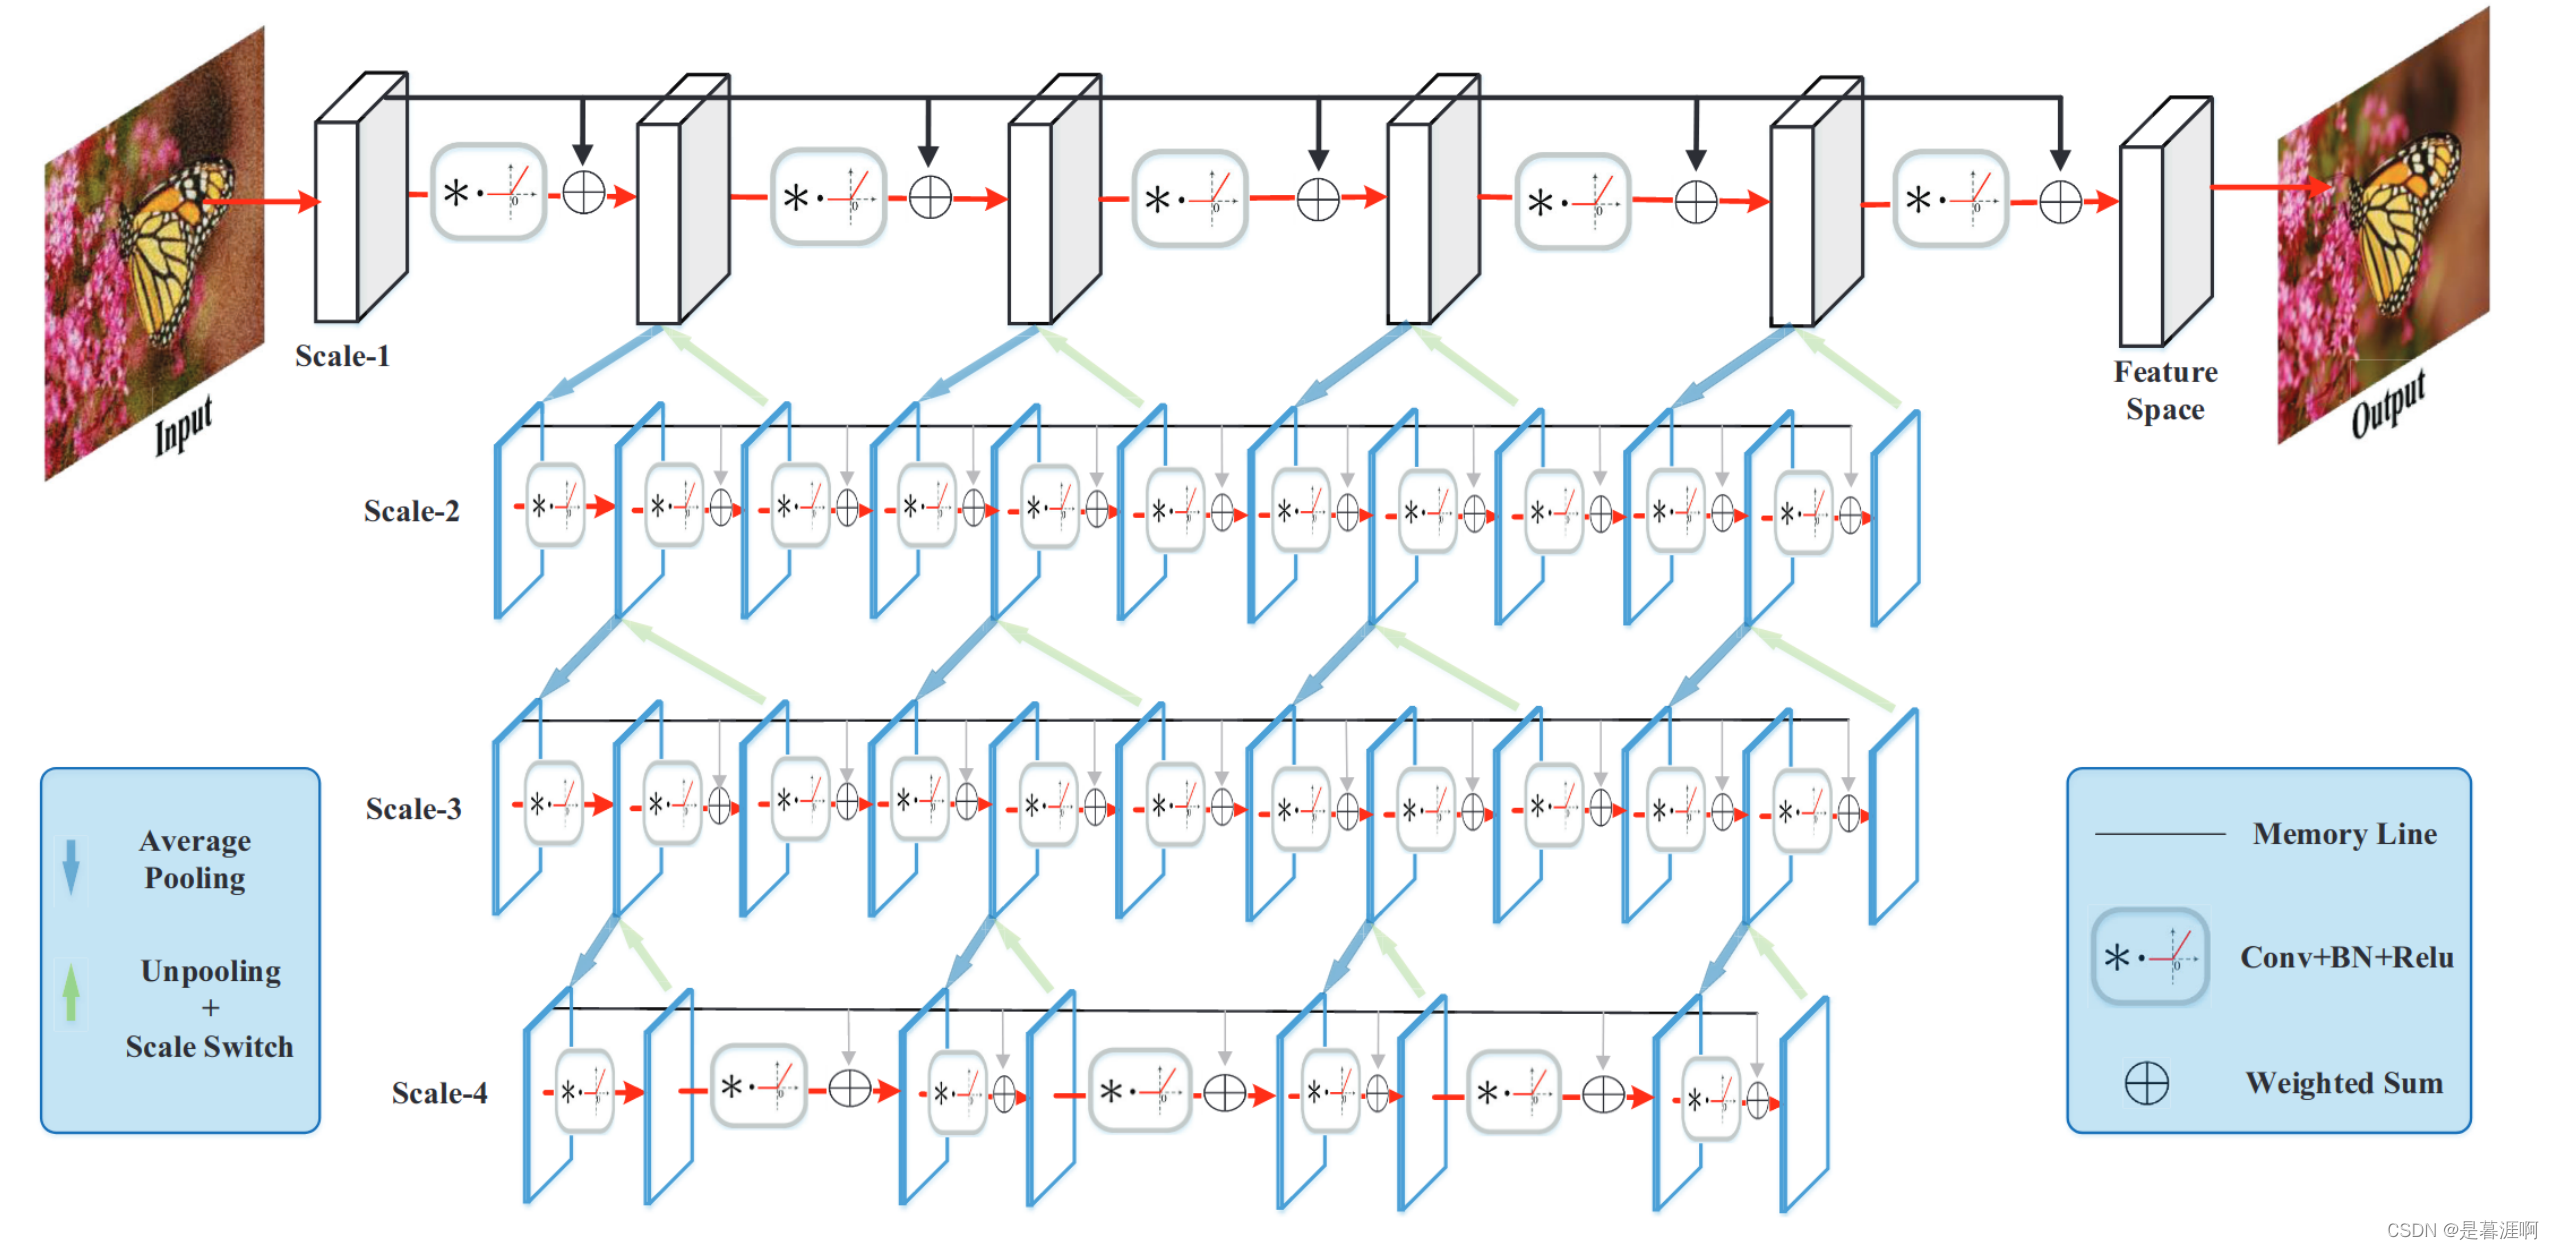 Input
Scale-1
Feature
Space
Output
Scale-2
Scale-3
Scale-4
Average
Pooling
Unpooling
+
Scale Switch
Memory Line
Conv+BN+Relu
Weighted Sum
CSDN @是暮涯啊